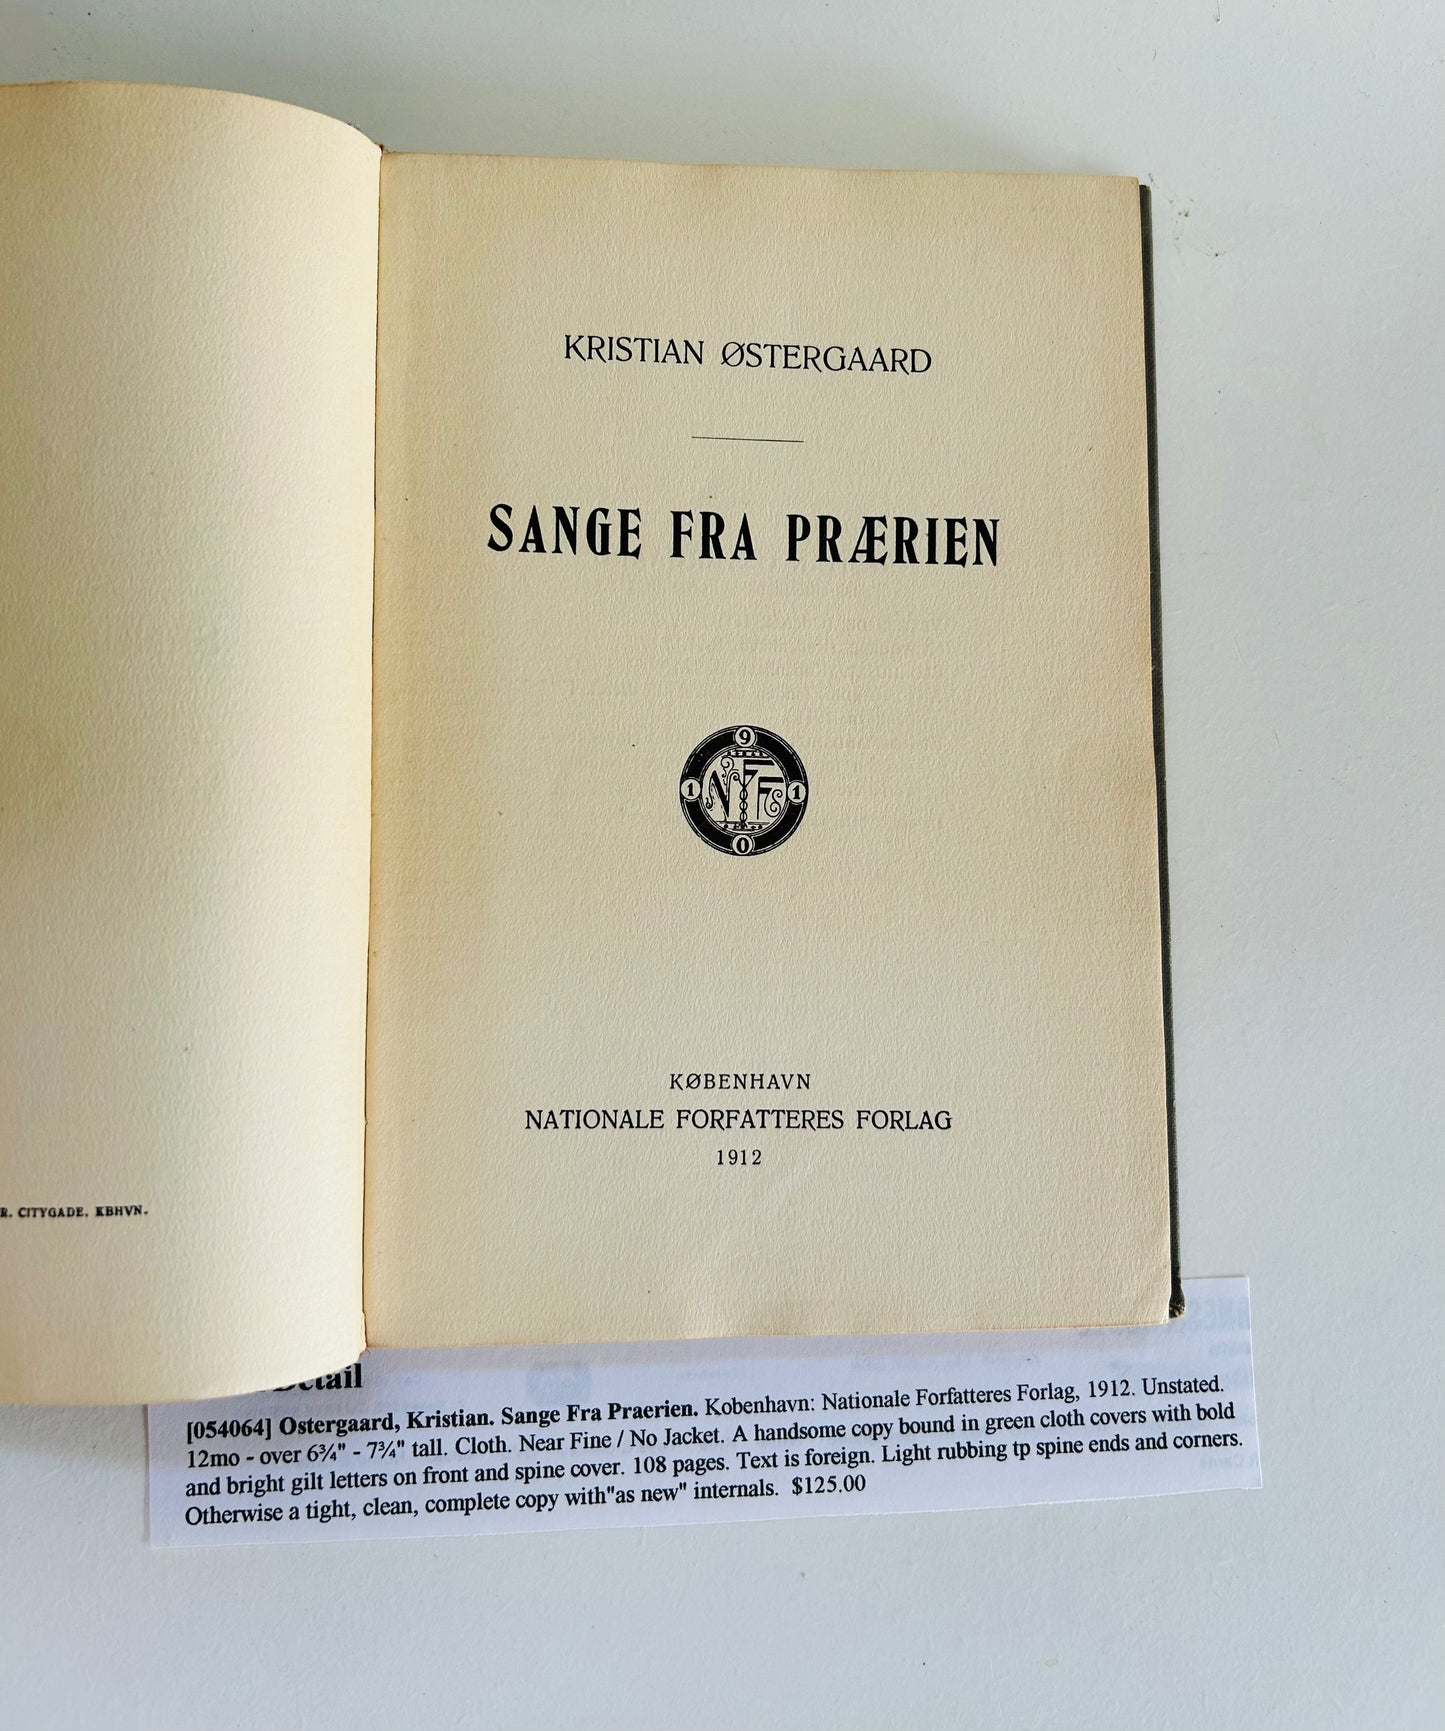 KRISTIAN ØSTERGAARD
SANGE FRA PRÆRIEN
9
1 NFF 1
0
KØBENHAVN
NATIONALE FORFATTERES FORLAG
1912
R. CITYGADE. KBHVN.
Detail
[054064] Ostergaard, Kristian. Sange Fra Praerien. Kobenhavn: Nationale Forfatteres Forlag, 1912. Unstated.
12mo - over 6¾" - 7¾" tall. Cloth. Near Fine / No Jacket. A handsome copy bound in green cloth covers with bold
and bright gilt letters on front and spine cover. 108 pages. Text is foreign. Light rubbing tp spine ends and corners.
Otherwise a tight, clean, complete copy with"as new" internals. $125.00